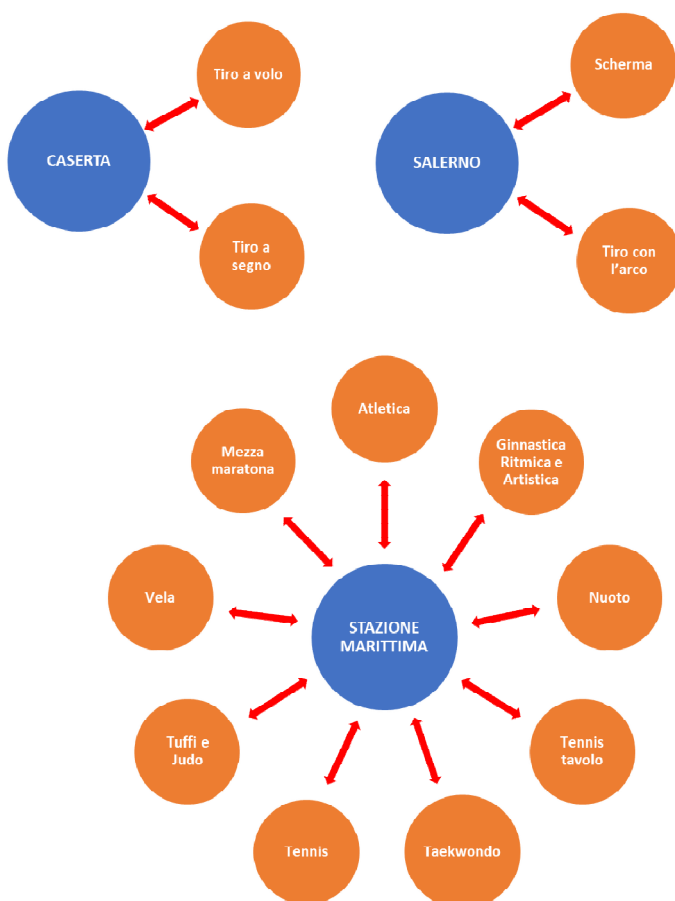 Tiro a volo
CASERTA
Tiro a
segno
Scherma
SALERNO
Tiro con
l'arco
Atletica
Mezza
maratona
Ginnastica
Ritmica e
Artistica
Vela
Nuoto
STAZIONE
MARITTIMA
Tuffi e
Judo
Tennis
tavolo
Tennis
Taekwondo